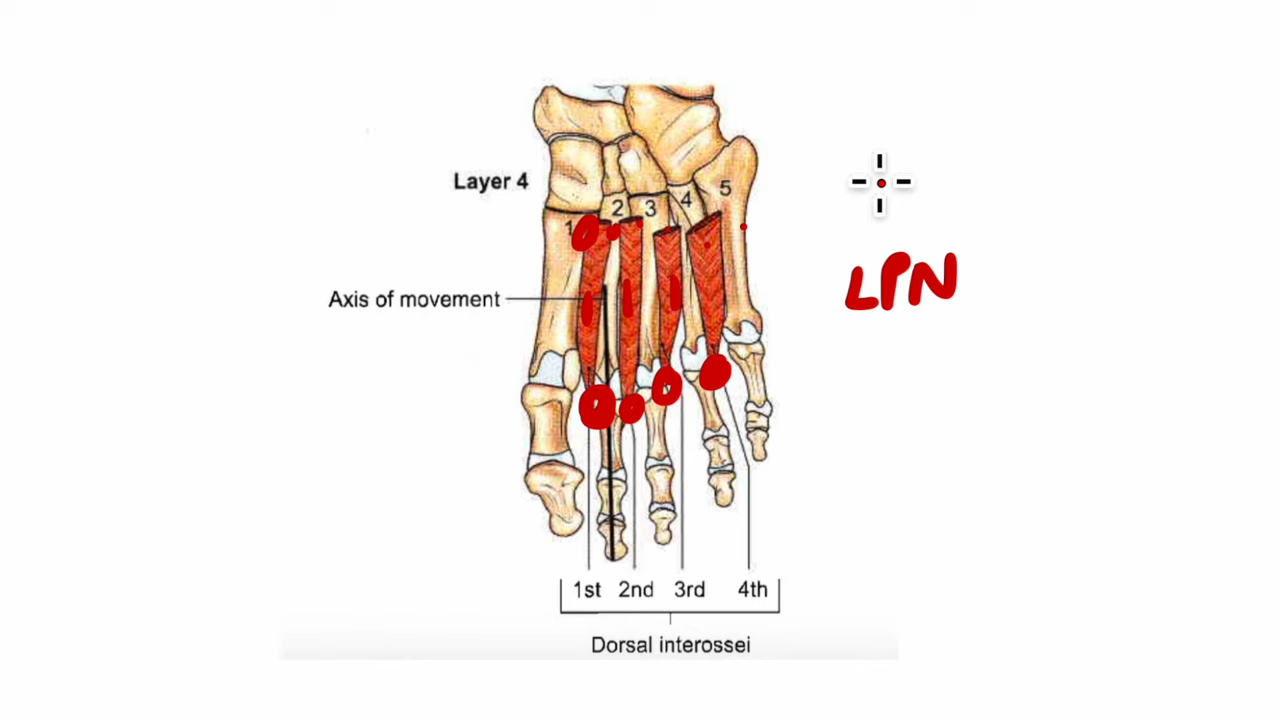 Layer 4
1 2 3 4 5
Axis of movement
LPN
1st 2nd 3rd 4th
Dorsal interossei